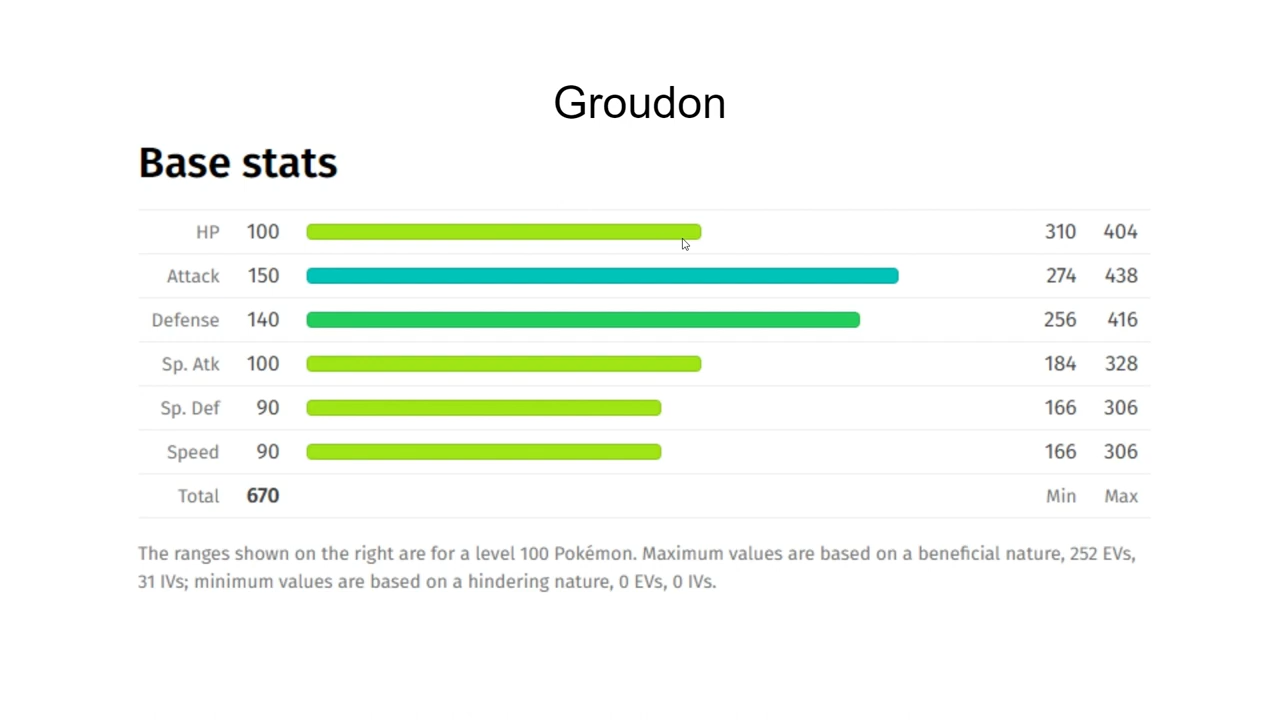 Groudon
Base stats
HP 100 310 404
Attack 150 274 438
Defense 140 256 416
Sp. Atk 100 184 328
Sp. Def 90 166 306
Speed 90 166 306
Total 670 Min Max
The ranges shown on the right are for a level 100 Pokémon. Maximum values are based on a beneficial nature, 252 EVs,
31 IVs; minimum values are based on a hindering nature, 0 EVs, 0 IVs.